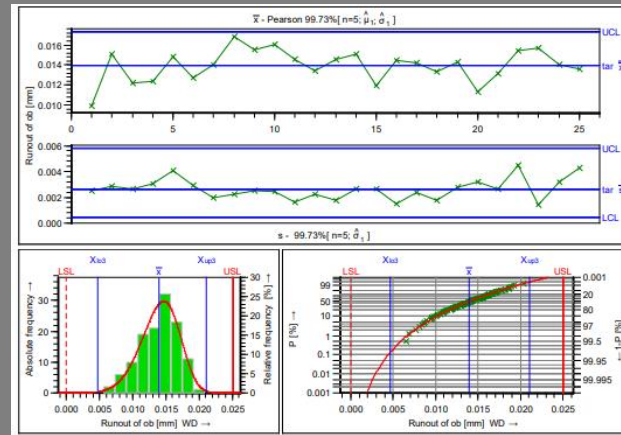 x̅ - Pearson 99.73%[ n=5; μ̂₁; σ̂₁ ]
UCL
0.016
tar
0.014
0.012
0.010
0 5 10 15 20 25
Runout of ob [mm]
0.006
UCL
0.004
tar
0.002
LCL
0.000
s - 99.73%[ n=5; σ̂₁ ]
LSL Xlo3 x̅ Xup3 USL
Absolute frequency →
30
20
10
0
30
25
20
15
10
5
0
Relative frequency [%] →
0.000 0.005 0.010 0.015 0.020 0.025
Runout of ob [mm] WD →
LSL Xlo3 x̅ Xup3 USL
P [%] →
99
90
50
10
1
0.1
0.01
0.001
0.001
20
50
80
97
99.5
99.95
99.995
← 1-P [%]
0.000 0.005 0.010 0.015 0.020 0.025
Runout of ob [mm] WD →